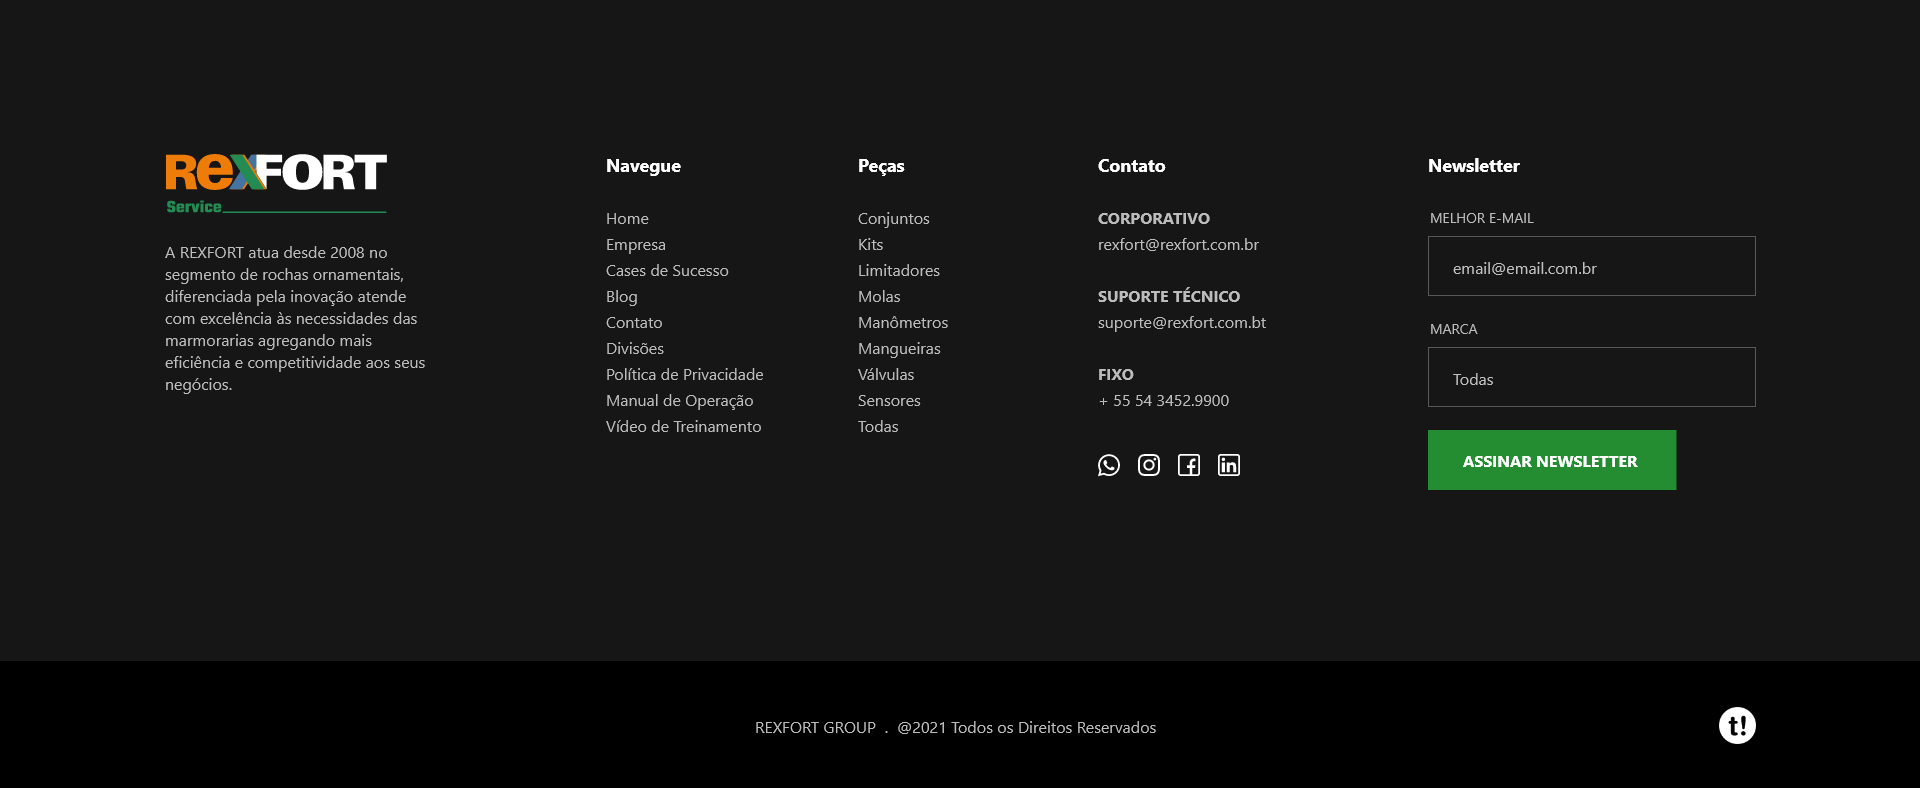 REXFORT
Service
A REXFORT atua desde 2008 no
segmento de rochas ornamentais,
diferenciada pela inovação atende
com excelência às necessidades das
marmorarias agregando mais
eficiência e competitividade aos seus
negócios.
Navegue
Home
Empresa
Cases de Sucesso
Blog
Contato
Divisões
Política de Privacidade
Manual de Operação
Vídeo de Treinamento
Peças
Conjuntos
Kits
Limitadores
Molas
Manômetros
Mangueiras
Válvulas
Sensores
Todas
Contato
CORPORATIVO
rexfort@rexfort.com.br
SUPORTE TÉCNICO
suporte@rexfort.com.bt
FIXO
+ 55 54 3452.9900
in
Newsletter
MELHOR E-MAIL
email@email.com.br
MARCA
Todas
ASSINAR NEWSLETTER
REXFORT GROUP . @2021 Todos os Direitos Reservados
t!